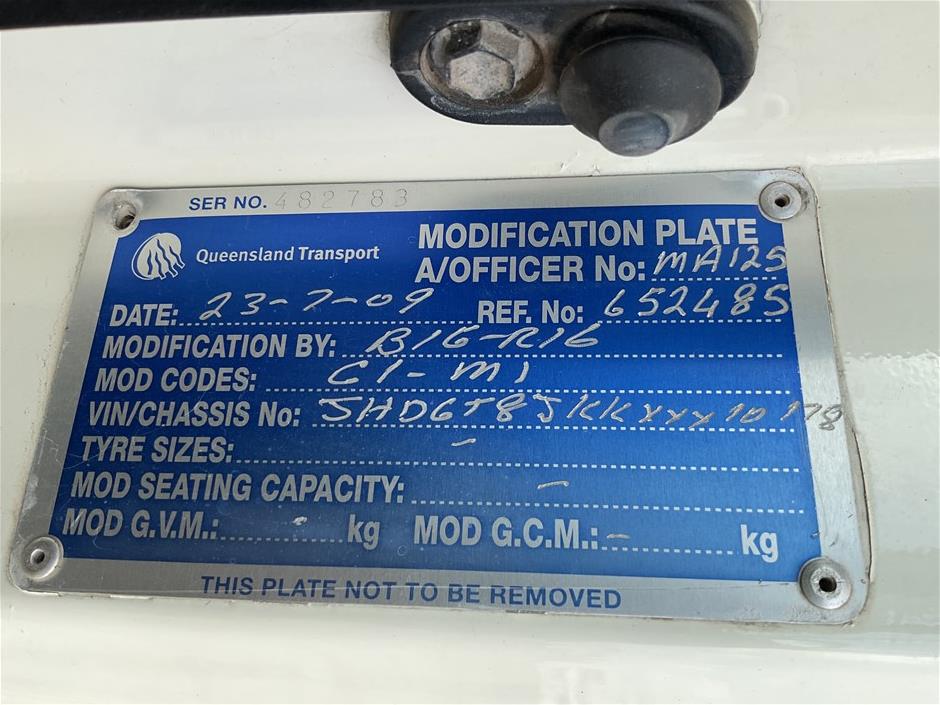 SER NO. 482783
Queensland Transport
MODIFICATION PLATE
A/OFFICER No: MA125
DATE: 23-7-09 REF. No: 652485
MODIFICATION BY: BIG-RIG
MOD CODES: C1-M1
VIN/CHASSIS No: JHDGT8JKKXXX10178
TYRE SIZES: -
MOD SEATING CAPACITY: -
MOD G.V.M.: - kg MOD G.C.M.: - kg
THIS PLATE NOT TO BE REMOVED